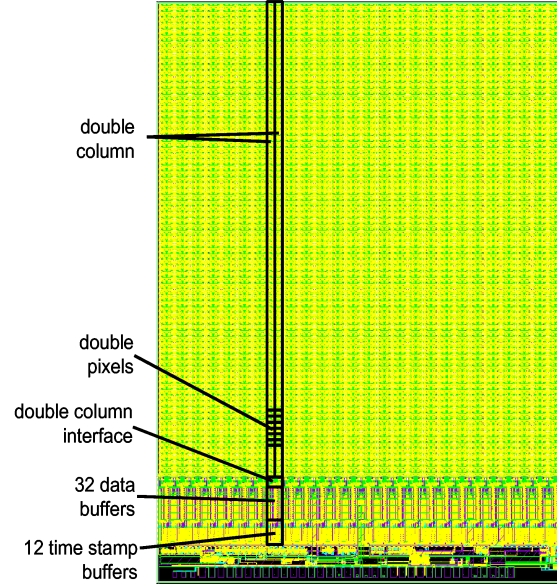 double
column
double
pixels
double column
interface
32 data
buffers
12 time stamp
buffers